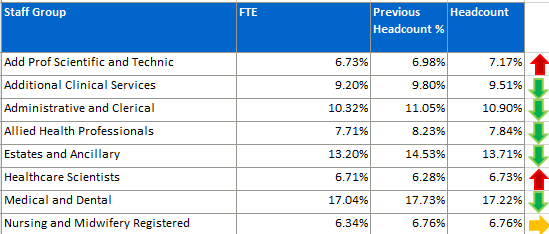 Staff Group FTE Previous Headcount
Headcount %
Add Prof Scientific and Technic 6.73% 6.98% 7.17%
Additional Clinical Services 9.20% 9.80% 9.51%
Administrative and Clerical 10.32% 11.05% 10.90%
Allied Health Professionals 7.71% 8.23% 7.84%
Estates and Ancillary 13.20% 14.53% 13.71%
Healthcare Scientists 6.71% 6.28% 6.73%
Medical and Dental 17.04% 17.73% 17.22%
Nursing and Midwifery Registered 6.34% 6.76% 6.76%